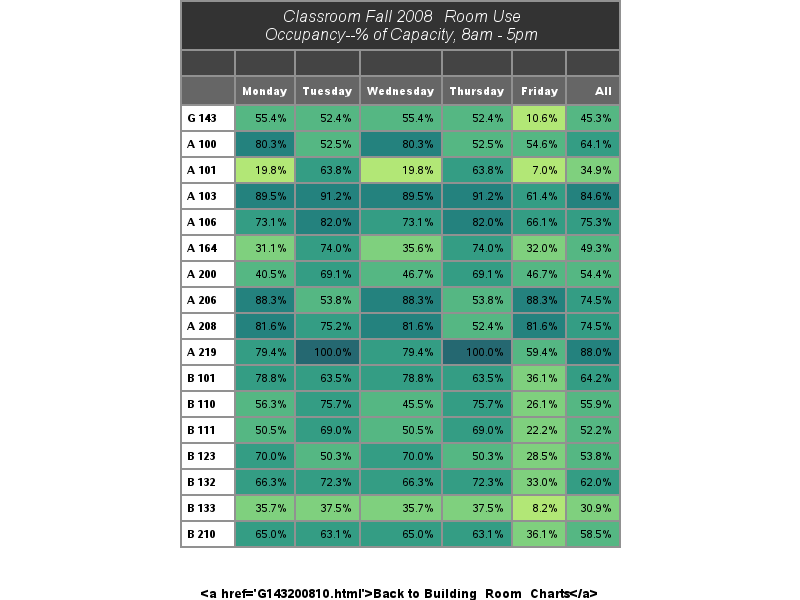 Classroom Fall 2008 Room Use
Occupancy--% of Capacity, 8am - 5pm
Monday Tuesday Wednesday Thursday Friday All
G 143 55.4% 52.4% 55.4% 52.4% 10.6% 45.3%
A 100 80.3% 52.5% 80.3% 52.5% 54.6% 64.1%
A 101 19.8% 63.8% 19.8% 63.8% 7.0% 34.9%
A 103 89.5% 91.2% 89.5% 91.2% 61.4% 84.6%
A 106 73.1% 82.0% 73.1% 82.0% 66.1% 75.3%
A 164 31.1% 74.0% 35.6% 74.0% 32.0% 49.3%
A 200 40.5% 69.1% 46.7% 69.1% 46.7% 54.4%
A 206 88.3% 53.8% 88.3% 53.8% 88.3% 74.5%
A 208 81.6% 75.2% 81.6% 52.4% 81.6% 74.5%
A 219 79.4% 100.0% 79.4% 100.0% 59.4% 88.0%
B 101 78.8% 63.5% 78.8% 63.5% 36.1% 64.2%
B 110 56.3% 75.7% 45.5% 75.7% 26.1% 55.9%
B 111 50.5% 69.0% 50.5% 69.0% 22.2% 52.2%
B 123 70.0% 50.3% 70.0% 50.3% 28.5% 53.8%
B 132 66.3% 72.3% 66.3% 72.3% 33.0% 62.0%
B 133 35.7% 37.5% 35.7% 37.5% 8.2% 30.9%
B 210 65.0% 63.1% 65.0% 63.1% 36.1% 58.5%
<a href='G143200810.html'>Back to Building Room Charts</a>